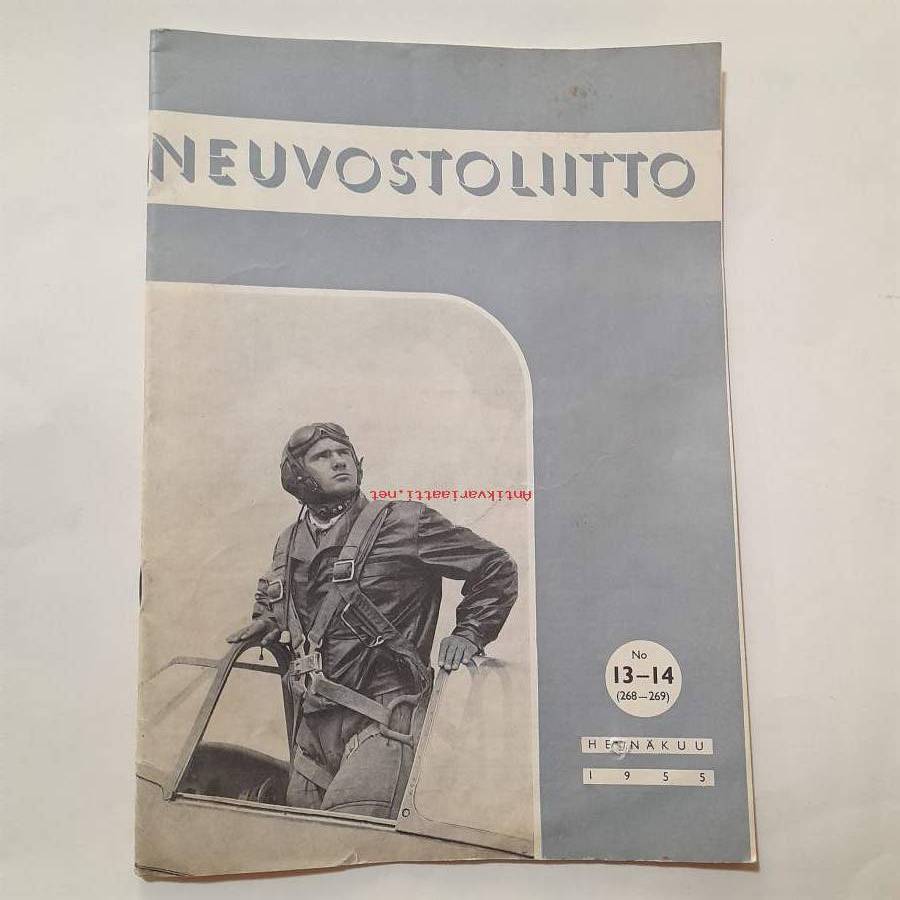 NEUVOSTOLIITTO
Antikvariaatti.net
No
13-14
(268-269)
HEINÄKUU
1955